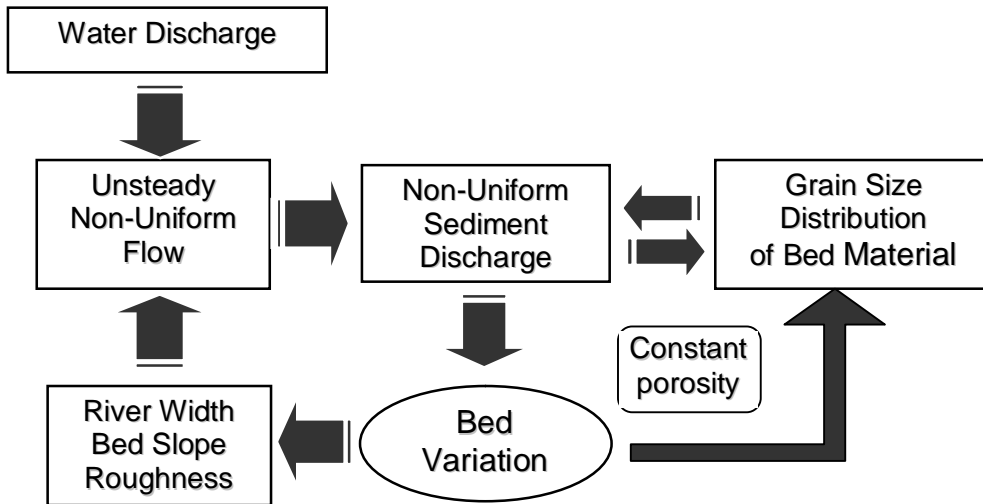 Water Discharge
Unsteady
Non-Uniform
Flow
Non-Uniform
Sediment
Discharge
Grain Size
Distribution
of Bed Material
Constant
porosity
River Width
Bed Slope
Roughness
Bed
Variation